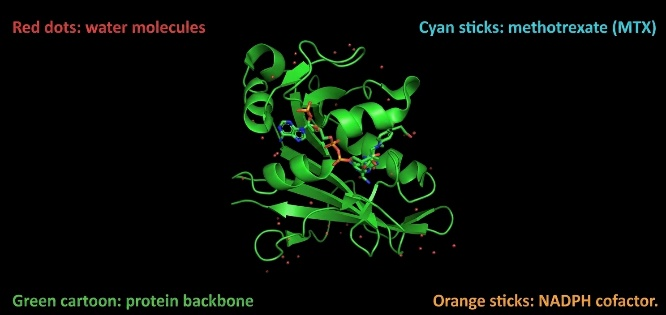 Red dots: water molecules
Cyan sticks: methotrexate (MTX)
Green cartoon: protein backbone
Orange sticks: NADPH cofactor.